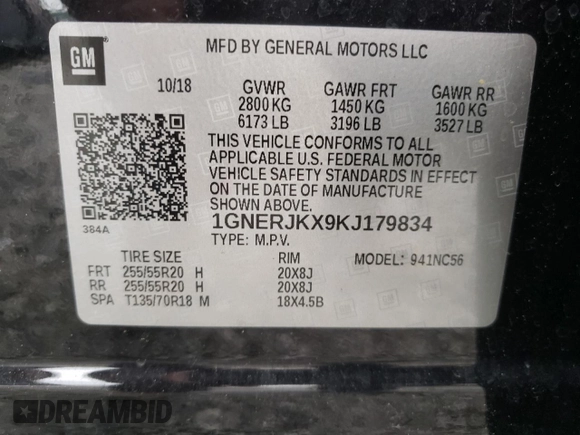 GM
MFD BY GENERAL MOTORS LLC
10/18
GVWR GAWR FRT GAWR RR
2800 KG 1450 KG 1600 KG
6173 LB 3196 LB 3527 LB
THIS VEHICLE CONFORMS TO ALL
APPLICABLE U.S. FEDERAL MOTOR
VEHICLE SAFETY STANDARDS IN EFFECT
ON THE DATE OF MANUFACTURE
SHOWN ABOVE.
384A
1GNERJKX9KJ179834
TYPE: M.P.V. MODEL: 941NC56
TIRE SIZE RIM
FRT 255/55R20 H 20X8J
RR 255/55R20 H 20X8J
SPA T135/70R18 M 18X4.5B
DREAMBID